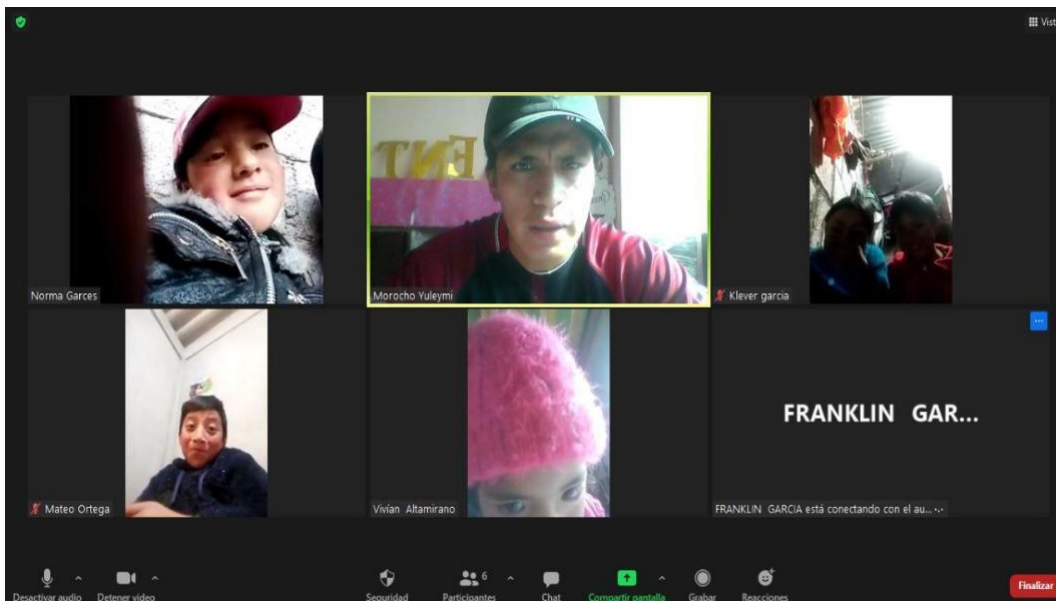 Vist
ENT
Norma Garces
Morocho Yuleymi
Klever garcia
FRANKLIN GAR...
Mateo Ortega
Vivían Altamirano
FRANKLIN GARCIA está conectando con el au...
6
Desactivar audio
Detener video
Seguridad
Participantes
Chat
Compartir pantalla
Grabar
Reacciones
Finalizar